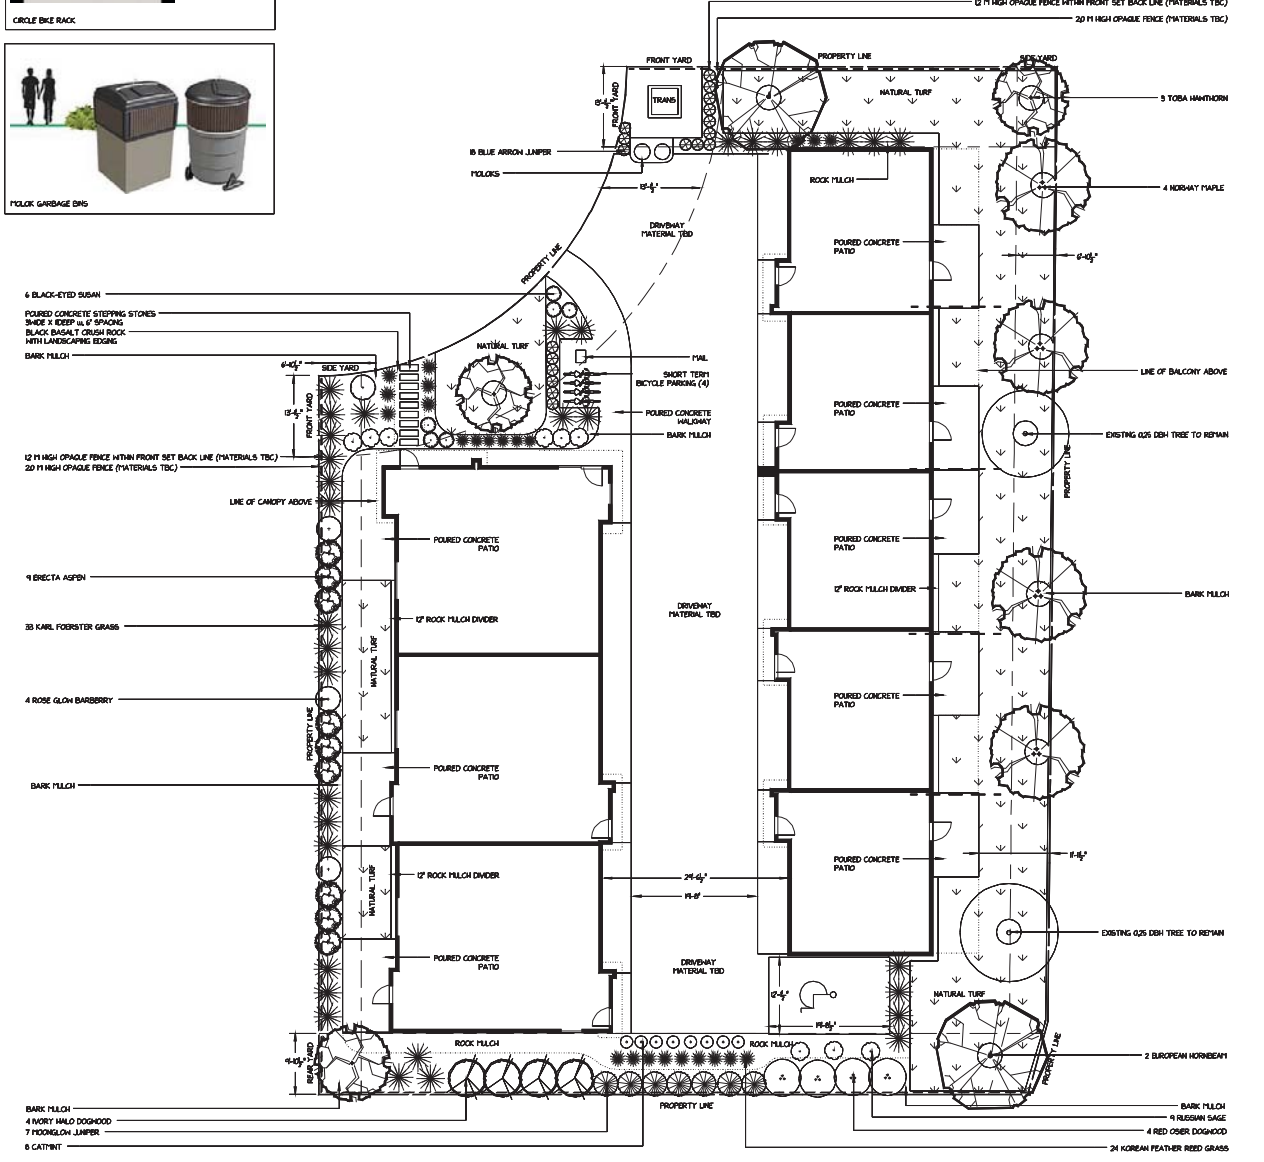 CIRCLE BIKE RACK
MOLOK GARBAGE BINS
1.2 M HIGH OPAQUE FENCE WITHIN FRONT SET BACK LINE (MATERIALS TBC)
2.0 M HIGH OPAQUE FENCE (MATERIALS TBC)
FRONT YARD
PROPERTY LINE
SIDE YARD
FRONT YARD
TRANS
NATURAL TURF
3 TOBA HAWTHORN
18 BLUE ARROW JUNIPER
MOLOKS
ROCK MULCH
4 NORWAY MAPLE
DRIVEWAY
MATERIAL TBD
POURED CONCRETE
PATIO
PROPERTY LINE
6 BLACK-EYED SUSAN
POURED CONCRETE STEPPING STONES
3WIDE X 1DEEP w, 6" SPACING
BLACK BASALT CRUSH ROCK
WITH LANDSCAPING EDGING
BARK MULCH
SIDE YARD
NATURAL TURF
MAIL
SHORT TERM
BICYCLE PARKING (4)
LINE OF BALCONY ABOVE
FRONT YARD
POURED CONCRETE
WALKWAY
POURED CONCRETE
PATIO
BARK MULCH
EXISTING 0.25 DBH TREE TO REMAIN
PROPERTY LINE
1.2 M HIGH OPAQUE FENCE WITHIN FRONT SET BACK LINE (MATERIALS TBC)
2.0 M HIGH OPAQUE FENCE (MATERIALS TBC)
LINE OF CANOPY ABOVE
POURED CONCRETE
PATIO
POURED CONCRETE
PATIO
9 ERECTA ASPEN
12" ROCK MULCH DIVIDER
BARK MULCH
33 KARL FOERSTER GRASS
12" ROCK MULCH DIVIDER
DRIVEWAY
MATERIAL TBD
NATURAL TURF
4 ROSE GLOW BARBERRY
POURED CONCRETE
PATIO
PROPERTY LINE
POURED CONCRETE
PATIO
BARK MULCH
POURED CONCRETE
PATIO
12" ROCK MULCH DIVIDER
NATURAL TURF
19'-8"
EXISTING 0.25 DBH TREE TO REMAIN
POURED CONCRETE
PATIO
DRIVEWAY
MATERIAL TBD
NATURAL TURF
ROCK MULCH
ROCK MULCH
REAR YARD
2 EUROPEAN HORNBEAM
PROPERTY LINE
PROPERTY LINE
BARK MULCH
4 IVORY HALO DOGWOOD
7 MOONGLOW JUNIPER
8 CATMINT
BARK MULCH
9 RUSSIAN SAGE
4 RED OSIER DOGWOOD
24 KOREAN FEATHER REED GRASS